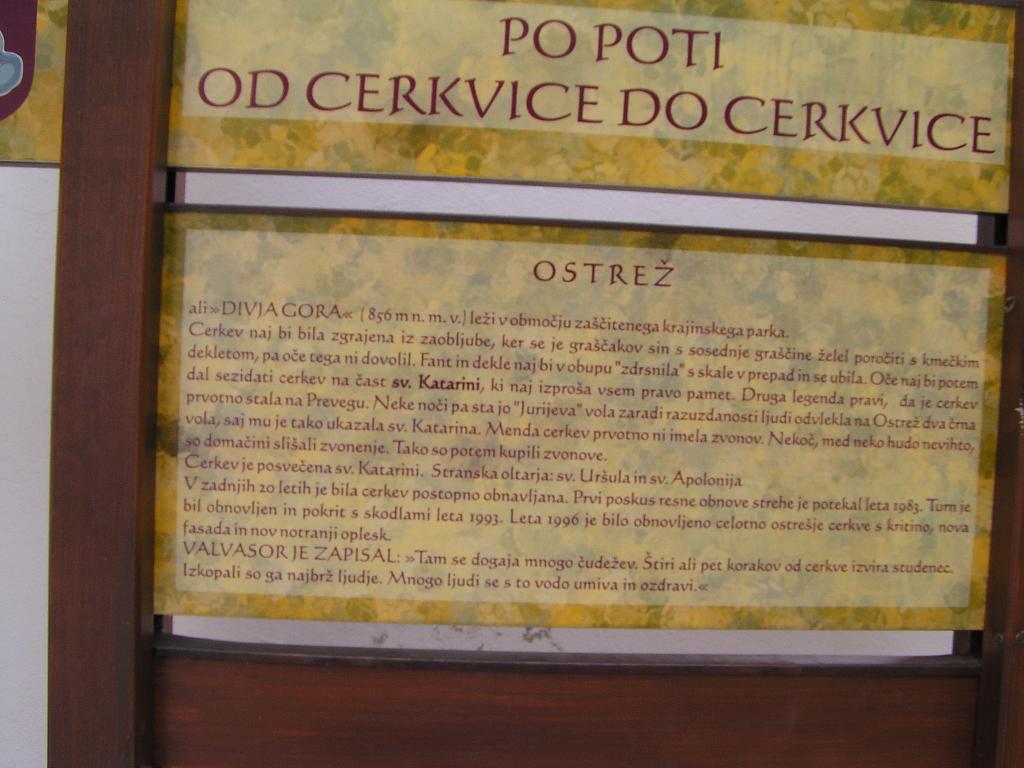 PO POTI
OD CERKVICE DO CERKVICE
OSTREŽ
ali »DIVJA GORA« (856 m n. m. v.) leži v območju zaščitenega krajinskega parka.
Cerkev naj bi bila zgrajena iz zaobljube, ker se je graščakov sin s sosednje graščine želel poročiti s kmečkim
dekletom, pa oče tega ni dovolil. Fant in dekle naj bi v obupu "zdrsnila" s skale v prepad in se ubila. Oče naj bi potem
dal sezidati cerkev na čast sv. Katarini, ki naj izproša vsem pravo pamet. Druga legenda pravi, da je cerkev
prvotno stala na Prevegu. Neke noči pa sta jo "Jurijeva" vola zaradi razuzdanosti ljudi odvlekla na Ostrež dva črna
vola, saj mu je tako ukazala sv. Katarina. Menda cerkev prvotno ni imela zvonov. Nekoč, med neko hudo nevihto,
so domačini slišali zvonenje. Tako so potem kupili zvonove.
Cerkev je posvečena sv. Katarini. Stranska oltarja: sv. Uršula in sv. Apolonija
V zadnjih 20 letih je bila cerkev postopno obnavljana. Prvi poskus resne obnove strehe je potekal leta 1983. Turn je
bil obnovljen in pokrit s skodlami leta 1993. Leta 1996 je bilo obnovljeno celotno ostrešje cerkve s kritino, nova
fasada in nov notranji oplesk.
VALVASOR JE ZAPISAL: »Tam se dogaja mnogo čudežev. Štiri ali pet korakov od cerkve izvira studenec.
Izkopali so ga najbrž ljudje. Mnogo ljudi se s to vodo umiva in ozdravi.«